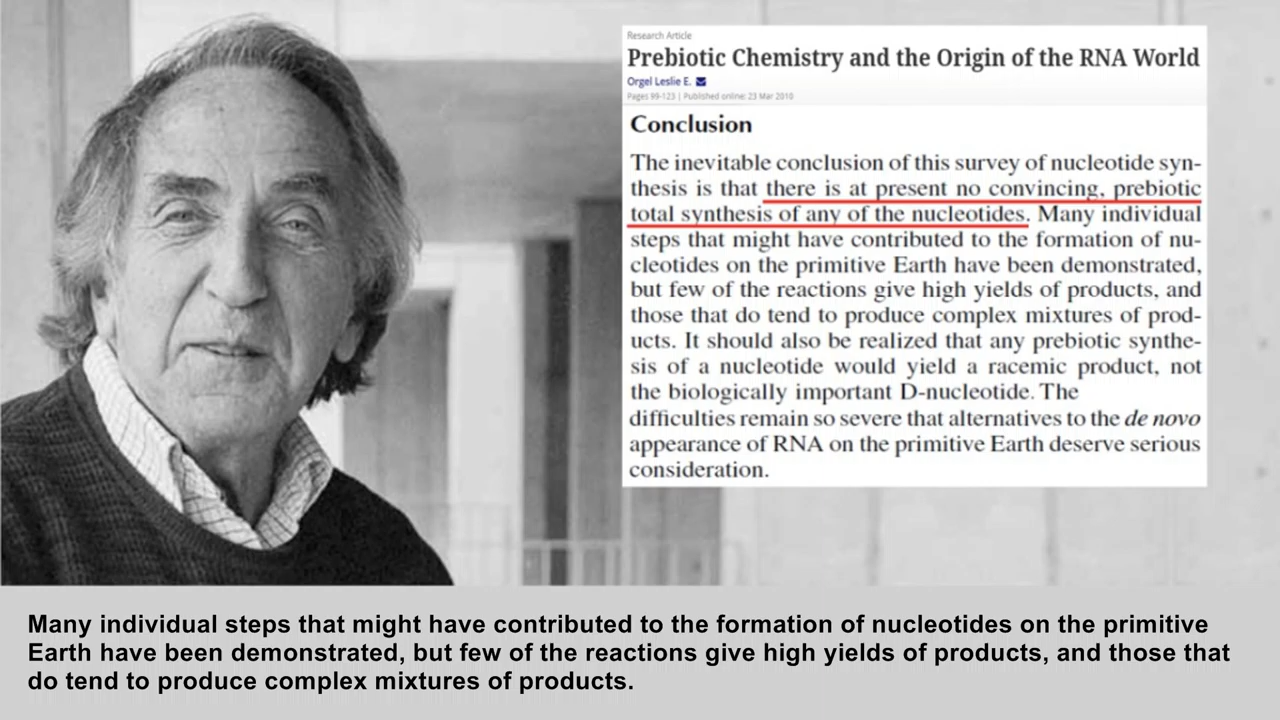 Research Article
Prebiotic Chemistry and the Origin of the RNA World
Orgel Leslie E.
Pages 99-123 | Published online: 23 Mar 2010
Conclusion
The inevitable conclusion of this survey of nucleotide syn-
thesis is that there is at present no convincing, prebiotic
total synthesis of any of the nucleotides. Many individual
steps that might have contributed to the formation of nu-
cleotides on the primitive Earth have been demonstrated,
but few of the reactions give high yields of products, and
those that do tend to produce complex mixtures of prod-
ucts. It should also be realized that any prebiotic synthe-
sis of a nucleotide would yield a racemic product, not
the biologically important D-nucleotide. The
difficulties remain so severe that alternatives to the de novo
appearance of RNA on the primitive Earth deserve serious
consideration.
Many individual steps that might have contributed to the formation of nucleotides on the primitive
Earth have been demonstrated, but few of the reactions give high yields of products, and those that
do tend to produce complex mixtures of products.